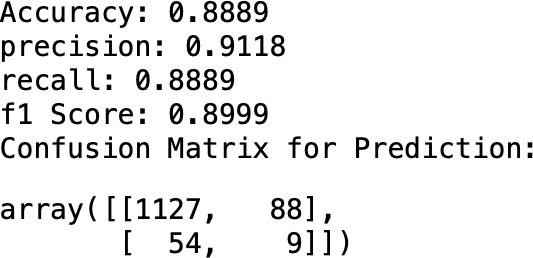 Accuracy: 0.8889
precision: 0.9118
recall: 0.8889
f1 Score: 0.8999
Confusion Matrix for Prediction:
array([[1127,   88],
       [  54,    9]])